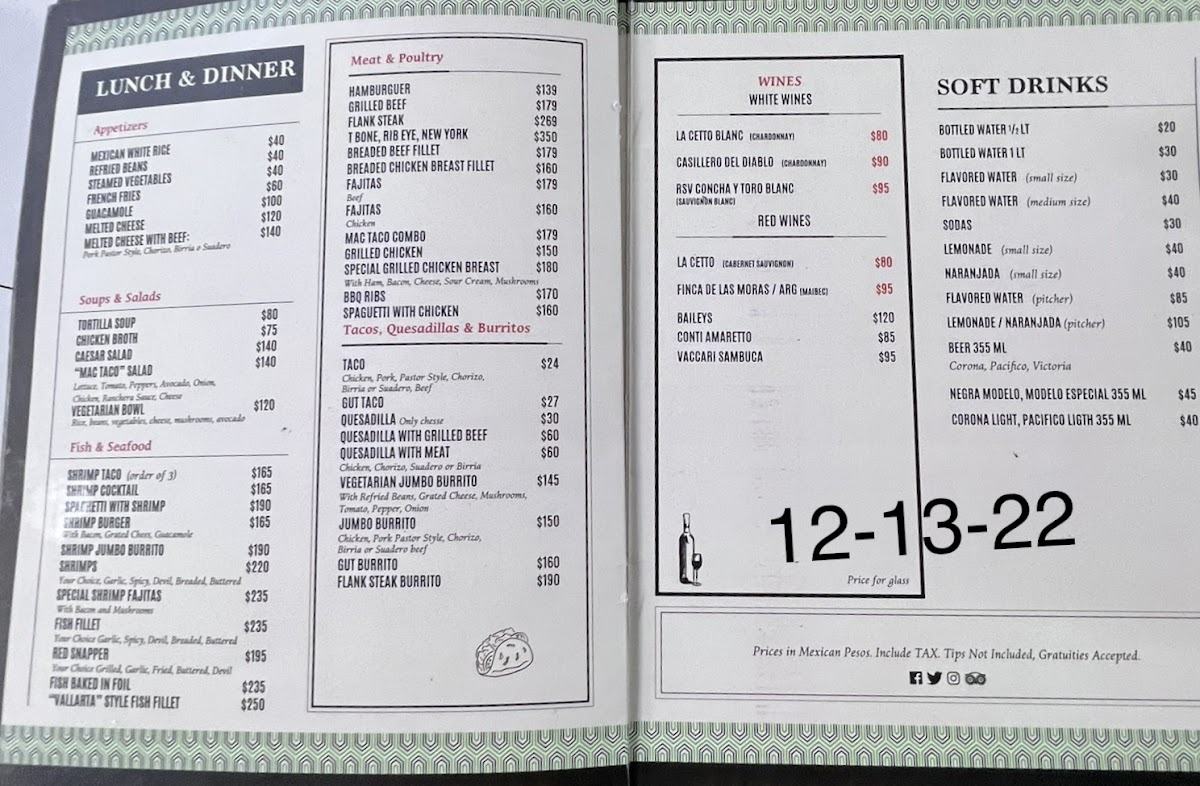 LUNCH & DINNER
Appetizers
MEXICAN WHITE RICE $40
REFRIED BEANS $40
STEAMED VEGETABLES $40
FRENCH FRIES $60
GUACAMOLE $100
MELTED CHEESE $120
MELTED CHEESE WITH BEEF: $140
Pork Pastor Style, Chorizo, Birria o Suadero
Soups & Salads
TORTILLA SOUP $80
CHICKEN BROTH $75
CAESAR SALAD $140
"MAC TACO" SALAD $140
Lettuce, Tomato, Peppers, Avocado, Onion,
Chicken, Ranchera Sauce, Cheese
VEGETARIAN BOWL $120
Rice, beans, vegetables, cheese, mushrooms, avocado
Fish & Seafood
SHRIMP TACO (order of 3) $165
SHRIMP COCKTAIL $165
SPAGHETTI WITH SHRIMP $190
SHRIMP BURGER $165
With Bacon, Grated Chees, Guacamole
SHRIMP JUMBO BURRITO $190
SHRIMPS $220
Your Choice, Garlic, Spicy, Devil, Breaded, Buttered
SPECIAL SHRIMP FAJITAS $235
With Bacon and Mushrooms
FISH FILLET $235
Your Choice Garlic, Spicy, Devil, Breaded, Buttered
RED SNAPPER $195
Your Choice Grilled, Garlic, Fried, Buttered, Devil
FISH BAKED IN FOIL $235
"VALLARTA" STYLE FISH FILLET $250
Meat & Poultry
HAMBURGUER $139
GRILLED BEEF $179
FLANK STEAK $269
T BONE, RIB EYE, NEW YORK $350
BREADED BEEF FILLET $179
BREADED CHICKEN BREAST FILLET $160
FAJITAS $179
Beef
FAJITAS $160
Chicken
MAC TACO COMBO $179
GRILLED CHICKEN $150
SPECIAL GRILLED CHICKEN BREAST $180
With Ham, Bacon, Cheese, Sour Cream, Mushrooms
BBQ RIBS $170
SPAGUETTI WITH CHICKEN $160
Tacos, Quesadillas & Burritos
TACO $24
Chicken, Pork, Pastor Style, Chorizo,
Birria or Suadero, Beef
GUT TACO $27
QUESADILLA Only chesse $30
QUESADILLA WITH GRILLED BEEF $60
QUESADILLA WITH MEAT $60
Chicken, Chorizo, Suadero or Birria
VEGETARIAN JUMBO BURRITO $145
With Refried Beans, Grated Cheese, Mushrooms,
Tomato, Pepper, Onion
JUMBO BURRITO $150
Chicken, Pork Pastor Style, Chorizo,
Birria or Suadero beef
GUT BURRITO $160
FLANK STEAK BURRITO $190
WINES
WHITE WINES
LA CETTO BLANC (CHARDONNAY) $80
CASILLERO DEL DIABLO (CHARDONNAY) $90
RSV CONCHA Y TORO BLANC $95
(SAUVIGNON BLANC)
RED WINES
LA CETTO (CABERNET SAUVIGNON) $80
FINCA DE LAS MORAS / ARG (MALBEC) $95
BAILEYS $120
CONTI AMARETTO $85
VACCARI SAMBUCA $95
Price for glass
SOFT DRINKS
BOTTLED WATER 1/2 LT $20
BOTTLED WATER 1 LT $30
FLAVORED WATER (small size) $30
FLAVORED WATER (medium size) $40
SODAS $30
LEMONADE (small size) $40
NARANJADA (small size) $40
FLAVORED WATER (pitcher) $85
LEMONADE / NARANJADA (pitcher) $105
BEER 355 ML $40
Corona, Pacifico, Victoria
NEGRA MODELO, MODELO ESPECIAL 355 ML $45
CORONA LIGHT, PACIFICO LIGTH 355 ML $40
12-13-22
Prices in Mexican Pesos. Include TAX. Tips Not Included, Gratuities Accepted.